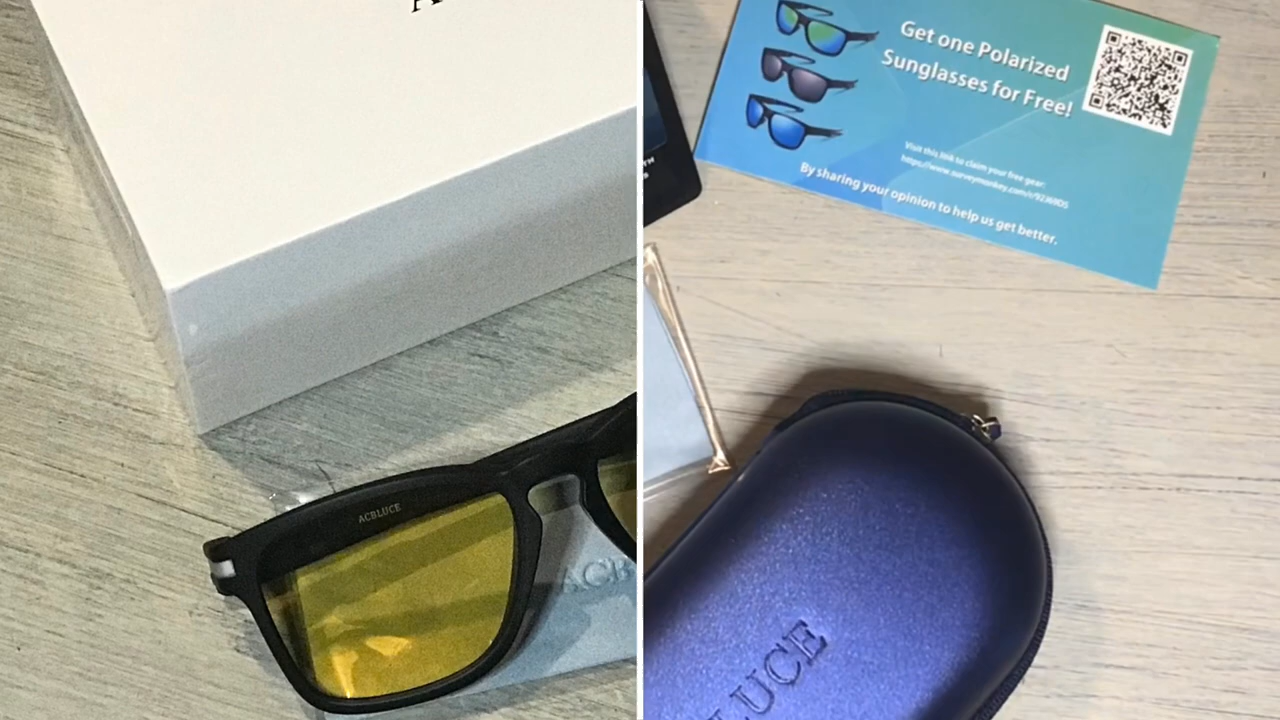 A
ACBLUCE
ACB
Get one Polarized
Sunglasses for Free!
Visit this link to claim your free gear:
By sharing your opinion to help us get better.
LUCE